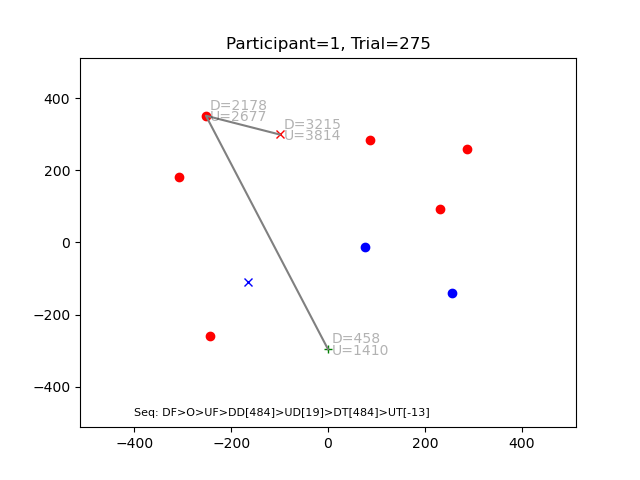 Participant=1, Trial=275
D=2178
U=2677
D=3215
U=3814
D=458
U=1410
Seq: DF>O>UF>DD[484]>UD[19]>DT[484]>UT[-13]
400
200
0
−200
−400
−400
−200
0
200
400